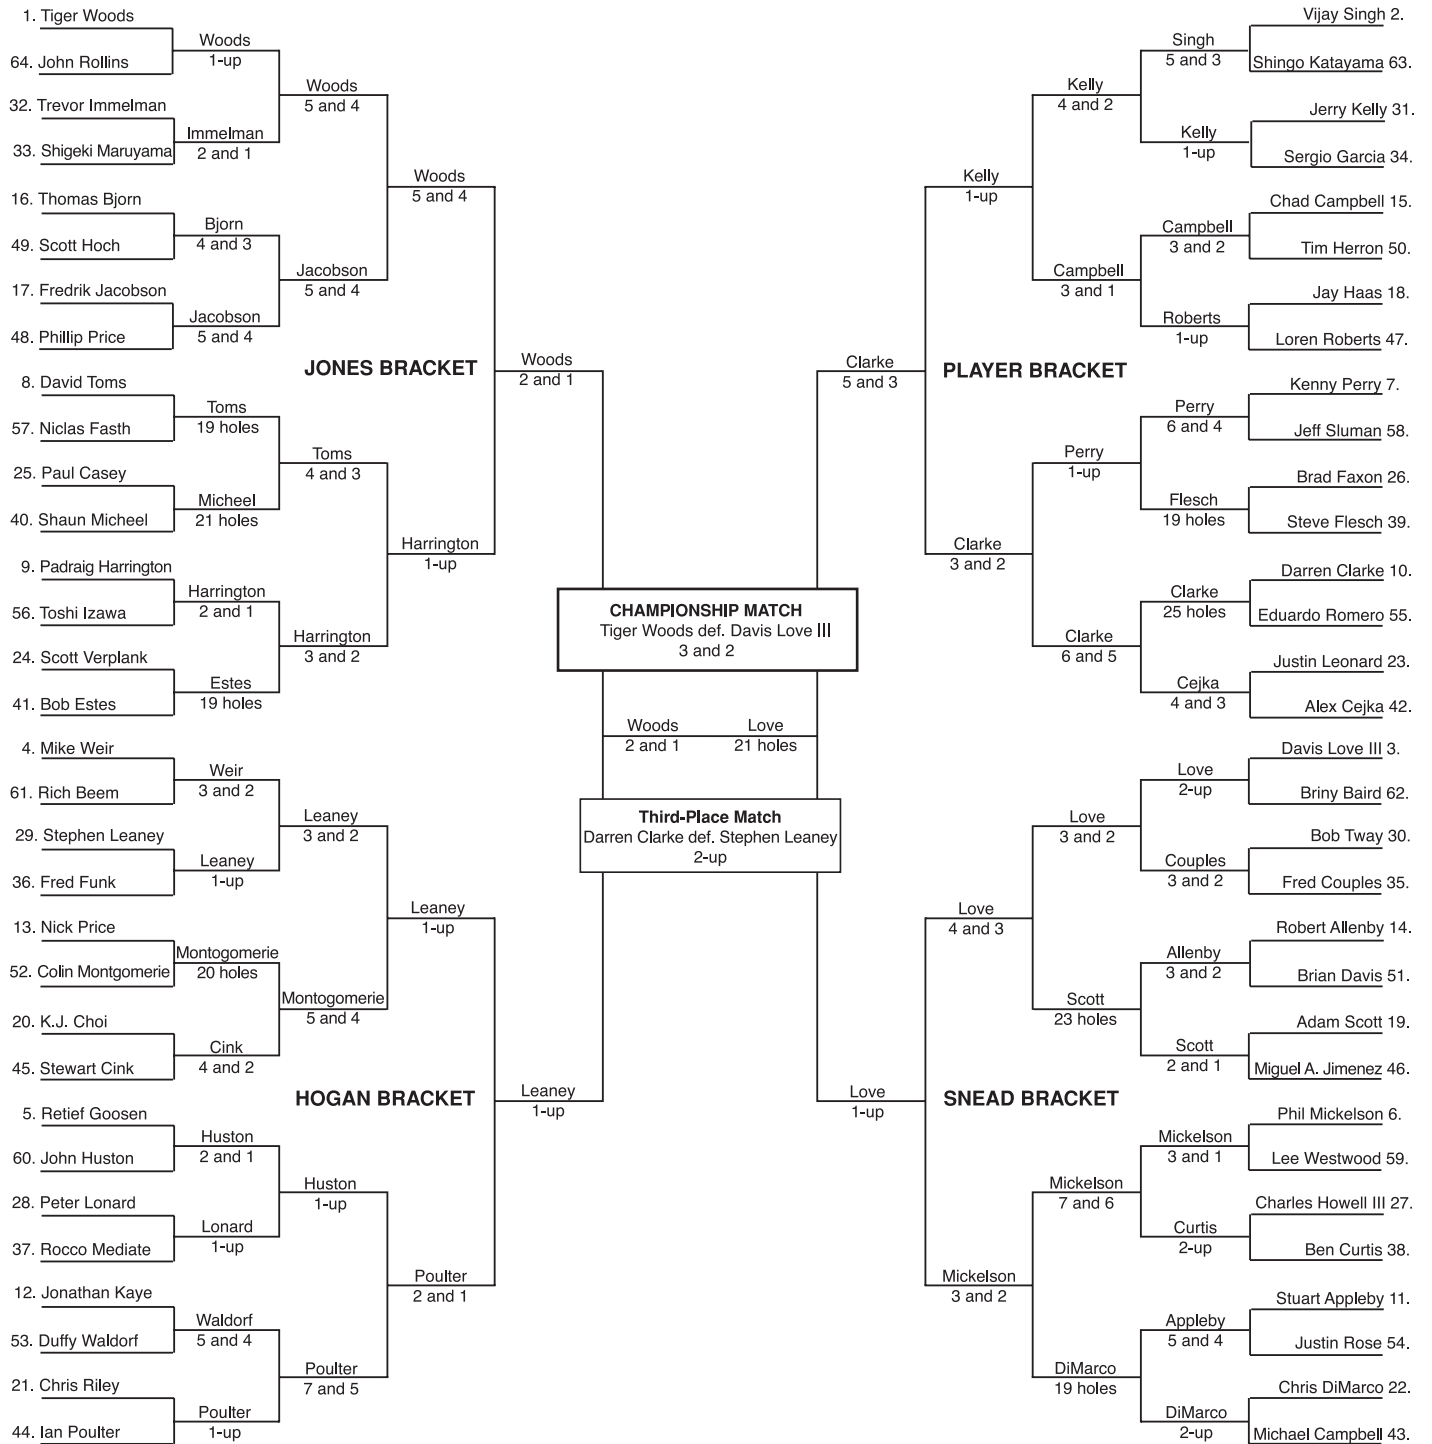 1. Tiger Woods
Woods
1-up
64. John Rollins
Woods
5 and 4
32. Trevor Immelman
Immelman
2 and 1
33. Shigeki Maruyama
Woods
5 and 4
16. Thomas Bjorn
Bjorn
4 and 3
49. Scott Hoch
Jacobson
5 and 4
17. Fredrik Jacobson
Jacobson
5 and 4
48. Phillip Price
JONES BRACKET
Woods
2 and 1
8. David Toms
Toms
19 holes
57. Niclas Fasth
Toms
4 and 3
25. Paul Casey
Micheel
21 holes
40. Shaun Micheel
Harrington
1-up
9. Padraig Harrington
Harrington
2 and 1
56. Toshi Izawa
Harrington
3 and 2
24. Scott Verplank
Estes
19 holes
41. Bob Estes
4. Mike Weir
Weir
3 and 2
61. Rich Beem
Leaney
3 and 2
29. Stephen Leaney
Leaney
1-up
36. Fred Funk
Leaney
1-up
13. Nick Price
Montogomerie
20 holes
52. Colin Montgomerie
Montogomerie
5 and 4
20. K.J. Choi
Cink
4 and 2
45. Stewart Cink
HOGAN BRACKET
Leaney
1-up
5. Retief Goosen
Huston
2 and 1
60. John Huston
Huston
1-up
28. Peter Lonard
Lonard
1-up
37. Rocco Mediate
Poulter
2 and 1
12. Jonathan Kaye
Waldorf
5 and 4
53. Duffy Waldorf
Poulter
7 and 5
21. Chris Riley
Poulter
1-up
44. Ian Poulter
CHAMPIONSHIP MATCH
Tiger Woods def. Davis Love III
3 and 2
Woods
2 and 1
Love
21 holes
Third-Place Match
Darren Clarke def. Stephen Leaney
2-up
Vijay Singh 2.
Singh
5 and 3
Shingo Katayama 63.
Kelly
4 and 2
Jerry Kelly 31.
Kelly
1-up
Sergio Garcia 34.
Kelly
1-up
Chad Campbell 15.
Campbell
3 and 2
Tim Herron 50.
Campbell
3 and 1
Jay Haas 18.
Roberts
1-up
Loren Roberts 47.
Clarke
5 and 3
PLAYER BRACKET
Kenny Perry 7.
Perry
6 and 4
Jeff Sluman 58.
Perry
1-up
Brad Faxon 26.
Flesch
19 holes
Steve Flesch 39.
Clarke
3 and 2
Darren Clarke 10.
Clarke
25 holes
Eduardo Romero 55.
Clarke
6 and 5
Justin Leonard 23.
Cejka
4 and 3
Alex Cejka 42.
Davis Love III 3.
Love
2-up
Briny Baird 62.
Love
3 and 2
Bob Tway 30.
Couples
3 and 2
Fred Couples 35.
Love
4 and 3
Robert Allenby 14.
Allenby
3 and 2
Brian Davis 51.
Scott
23 holes
Adam Scott 19.
Scott
2 and 1
Miguel A. Jimenez 46.
Love
1-up
SNEAD BRACKET
Phil Mickelson 6.
Mickelson
3 and 1
Lee Westwood 59.
Mickelson
7 and 6
Charles Howell III 27.
Curtis
2-up
Ben Curtis 38.
Mickelson
3 and 2
Stuart Appleby 11.
Appleby
5 and 4
Justin Rose 54.
DiMarco
19 holes
Chris DiMarco 22.
DiMarco
2-up
Michael Campbell 43.